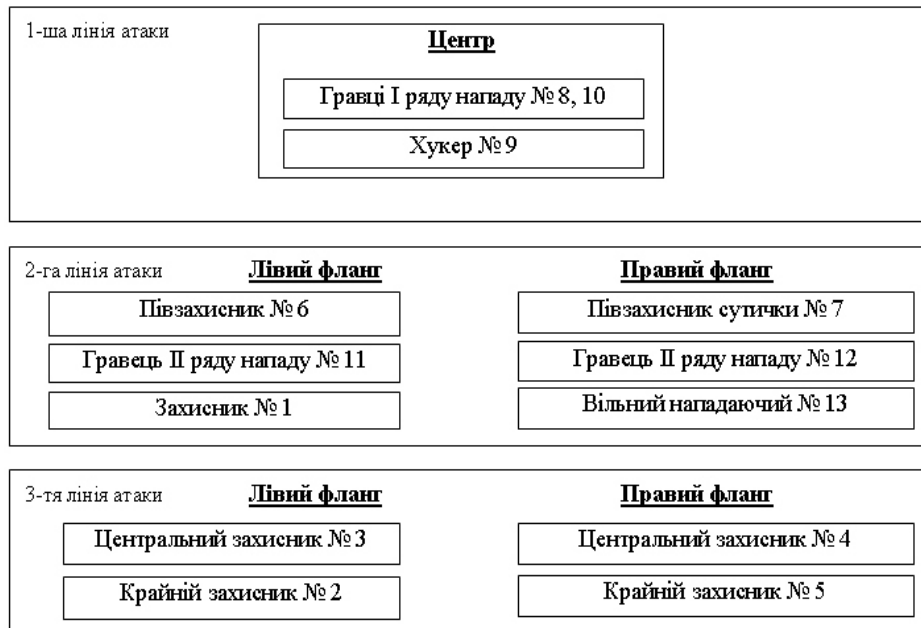 1-ша лінія атаки
Центр
Гравці І ряду нападу № 8, 10
Хукер № 9
2-га лінія атаки
Лівий фланг
Правий фланг
Півзахисник № 6
Півзахисник сутички № 7
Гравець ІІ ряду нападу № 11
Гравець ІІ ряду нападу № 12
Захисник № 1
Вільний нападаючий № 13
3-тя лінія атаки
Лівий фланг
Правий фланг
Центральний захисник № 3
Центральний захисник № 4
Крайній захисник № 2
Крайній захисник № 5